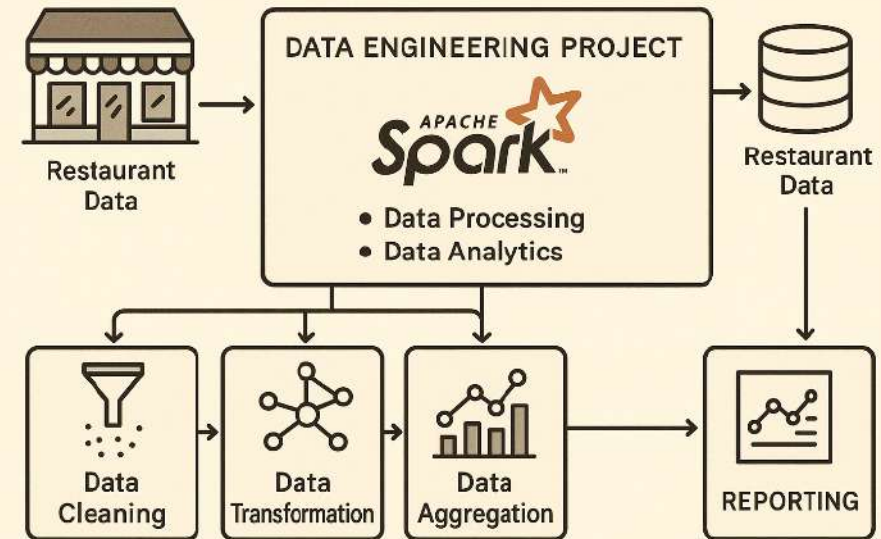 DATA ENGINEERING PROJECT
APACHE
Spark™
• Data Processing
• Data Analytics
Restaurant
Data
Restaurant
Data
Data
Cleaning
Data
Transformation
Data
Aggregation
REPORTING